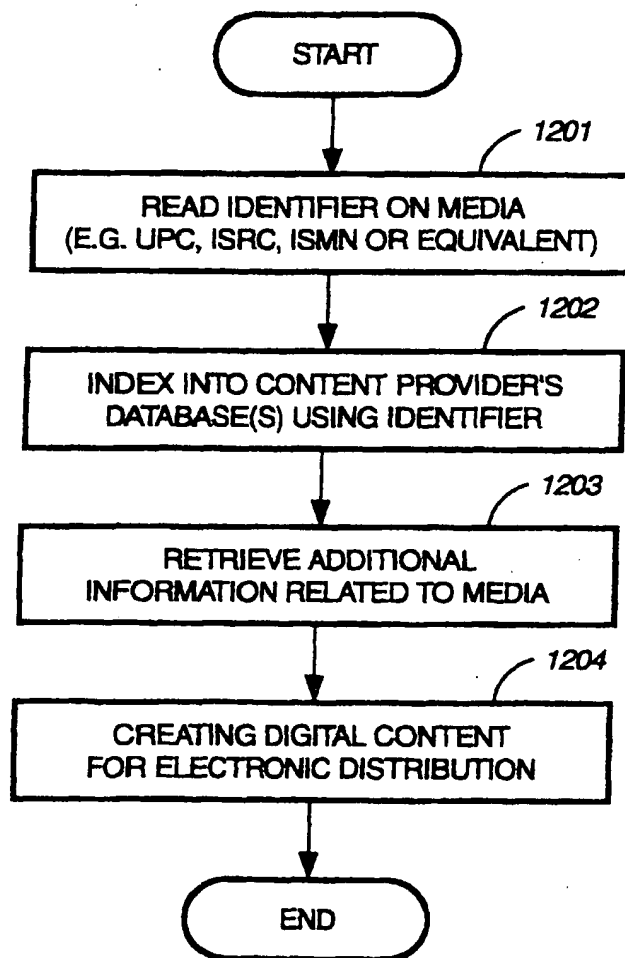 START
1201
READ IDENTIFIER ON MEDIA
(E.G. UPC, ISRC, ISMN OR EQUIVALENT)
1202
INDEX INTO CONTENT PROVIDER'S
DATABASE(S) USING IDENTIFIER
1203
RETRIEVE ADDITIONAL
INFORMATION RELATED TO MEDIA
1204
CREATING DIGITAL CONTENT
FOR ELECTRONIC DISTRIBUTION
END